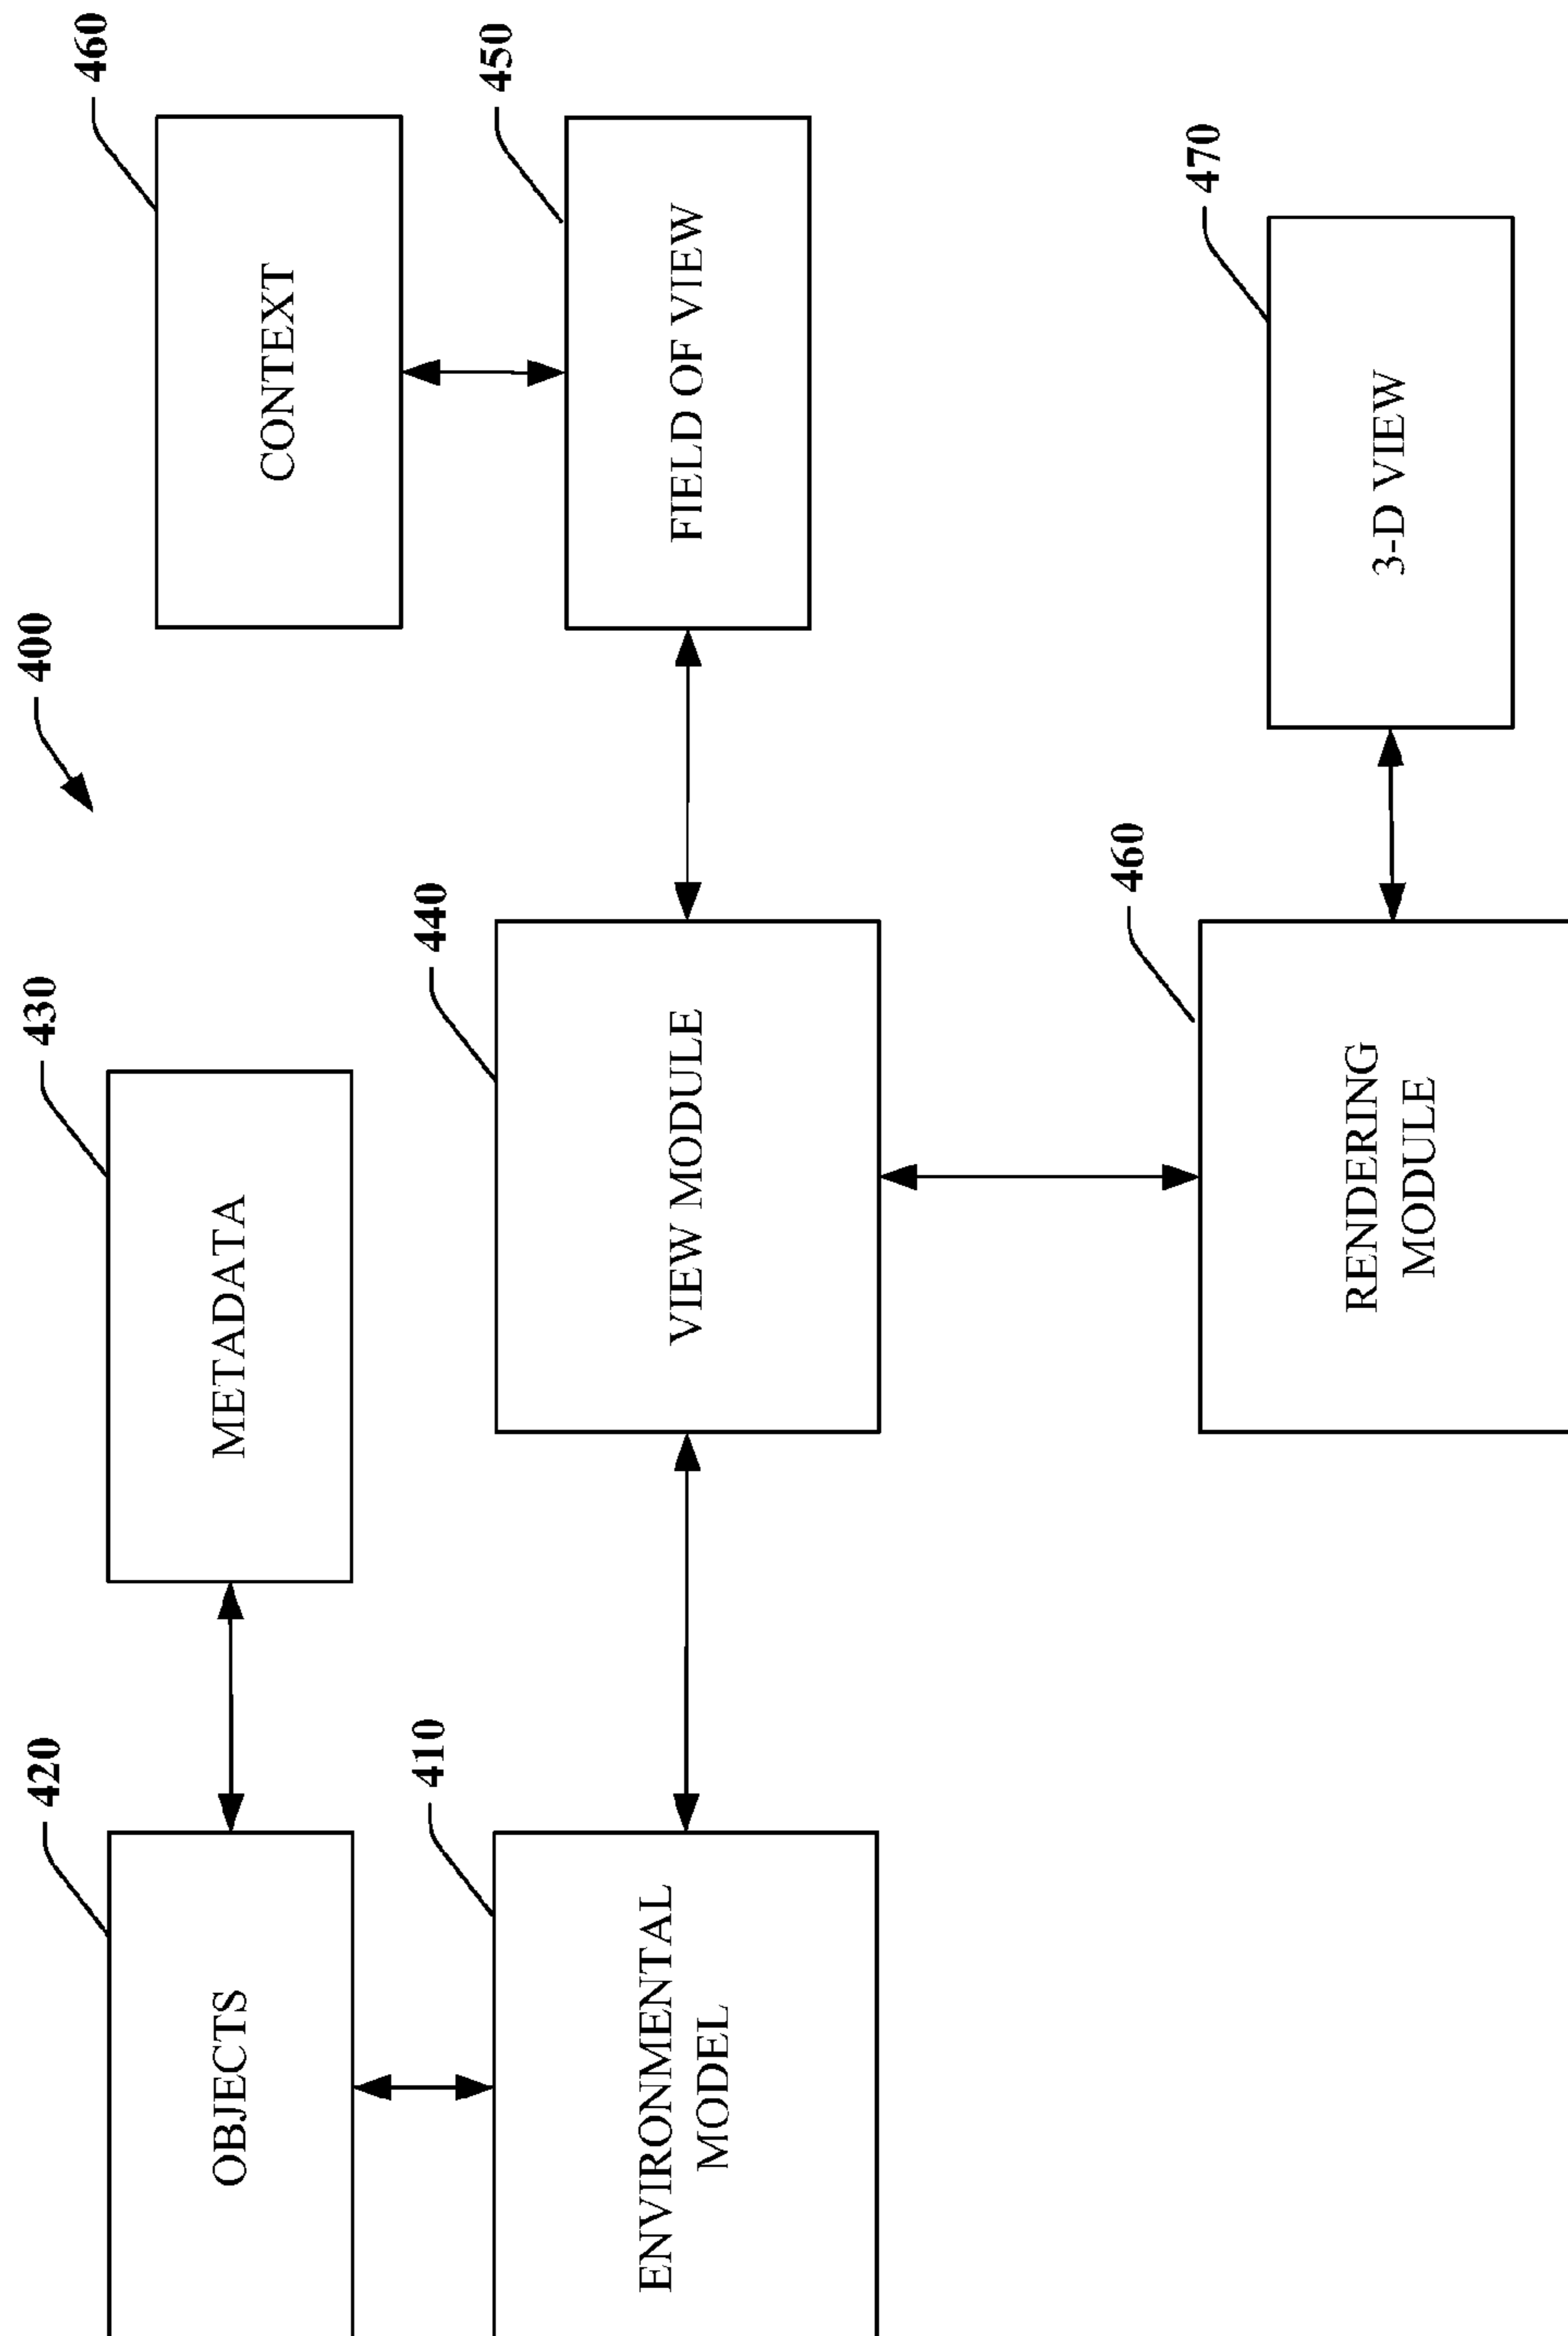 400
420
OBJECTS
430
METADATA
460
CONTEXT
410
ENVIRONMENTAL
MODEL
440
VIEW MODULE
450
FIELD OF VIEW
460
RENDERING
MODULE
470
3-D VIEW